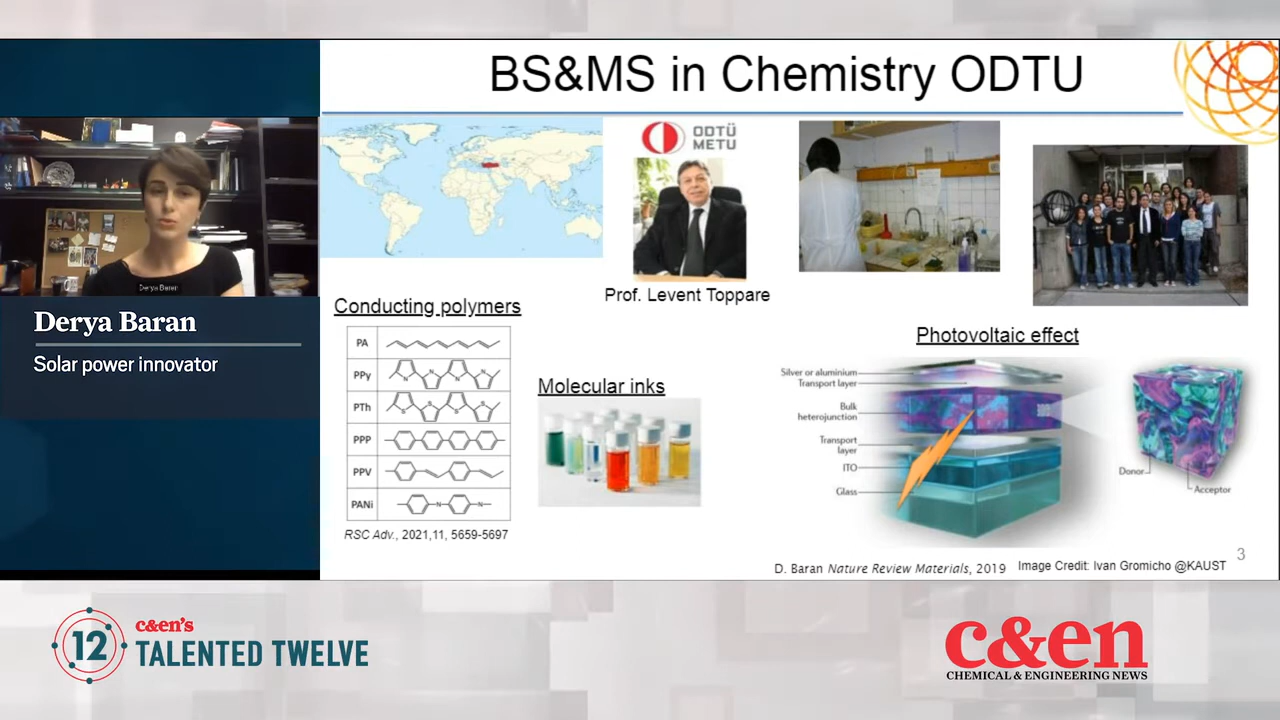 BS&MS in Chemistry ODTU
ODTÜ
METU
Prof. Levent Toppare
Derya Baran
Derya Baran
Solar power innovator
Conducting polymers
PA
PPy
PTh
PPP
PPV
PANi
RSC Adv., 2021,11, 5659-5697
Molecular inks
Photovoltaic effect
Silver or aluminium
Transport layer
Bulk
heterojunction
Transport
layer
ITO
Glass
Donor
Acceptor
D. Baran Nature Review Materials, 2019
Image Credit: Ivan Gromicho @KAUST
3
12
c&en's
TALENTED TWELVE
c&en
CHEMICAL & ENGINEERING NEWS